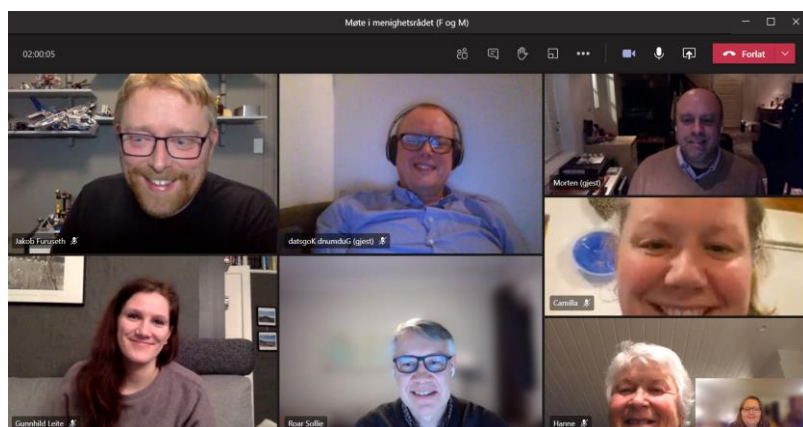 Møte i menighetsrådet (F og M)
02:00:05
Forlat
Jakob Furuseth
datsgoK dnumduG (gjest)
Morten (gjest)
Camilla
Gunnhild Leite
Roar Sollie
Hanne